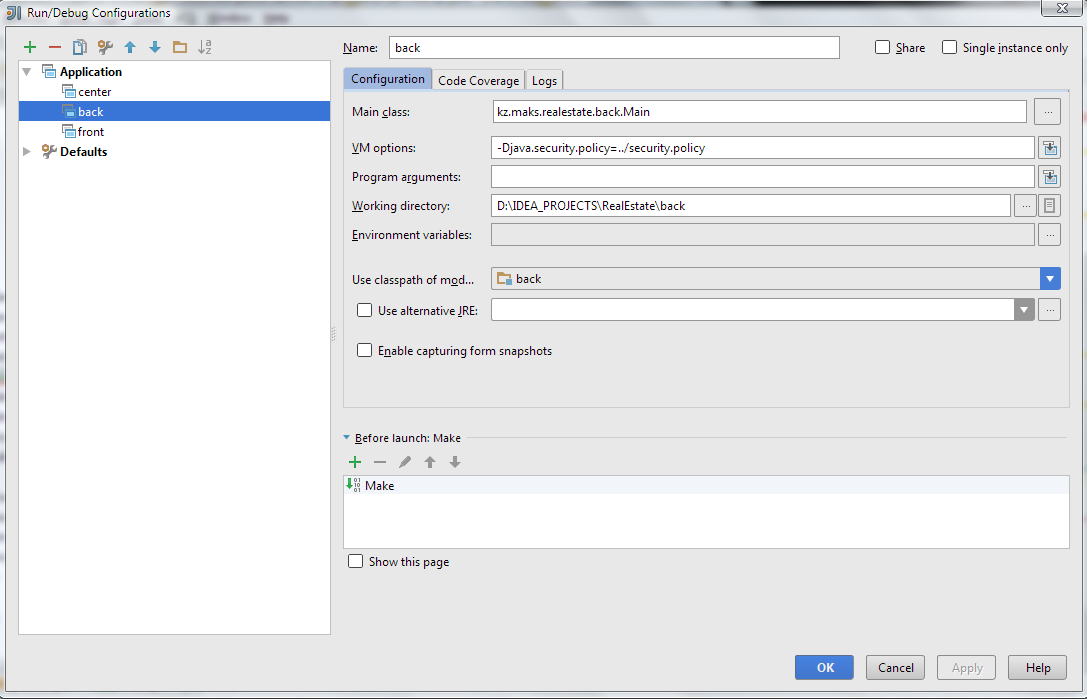 Run/Debug Configurations
Application
center
back
front
Defaults
Name: back Share Single instance only
Configuration Code Coverage Logs
Main class: kz.maks.realestate.back.Main ...
VM options: -Djava.security.policy=../security.policy
Program arguments:
Working directory: D:\IDEA_PROJECTS\RealEstate\back ...
Environment variables: ...
Use classpath of mod... back
Use alternative JRE: ...
Enable capturing form snapshots
Before launch: Make
Make
Show this page
OK Cancel Apply Help